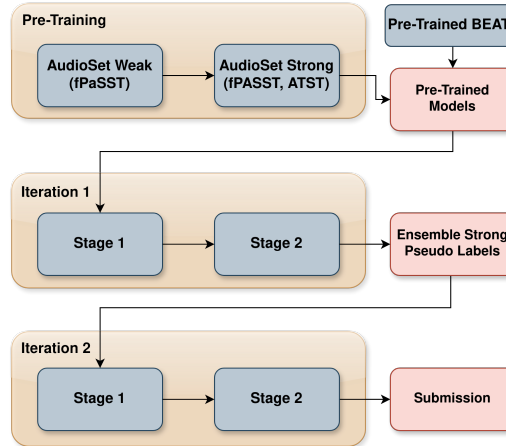 Pre-Training
Pre-Trained BEAT
AudioSet Weak
(fPaSST)
AudioSet Strong
(fPASST, ATST)
Pre-Trained
Models
Iteration 1
Stage 1
Stage 2
Ensemble Strong
Pseudo Labels
Iteration 2
Stage 1
Stage 2
Submission